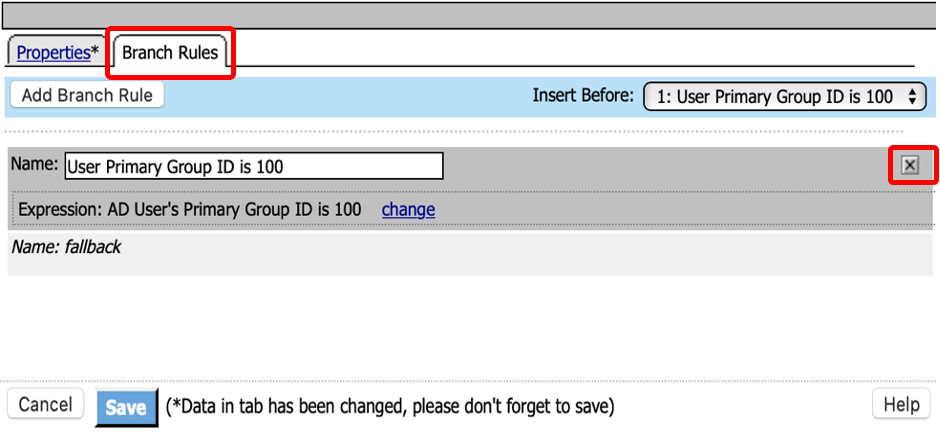 Properties* Branch Rules
Add Branch Rule Insert Before: 1: User Primary Group ID is 100
Name: User Primary Group ID is 100
Expression: AD User's Primary Group ID is 100 change
Name: fallback
Cancel Save (*Data in tab has been changed, please don't forget to save) Help